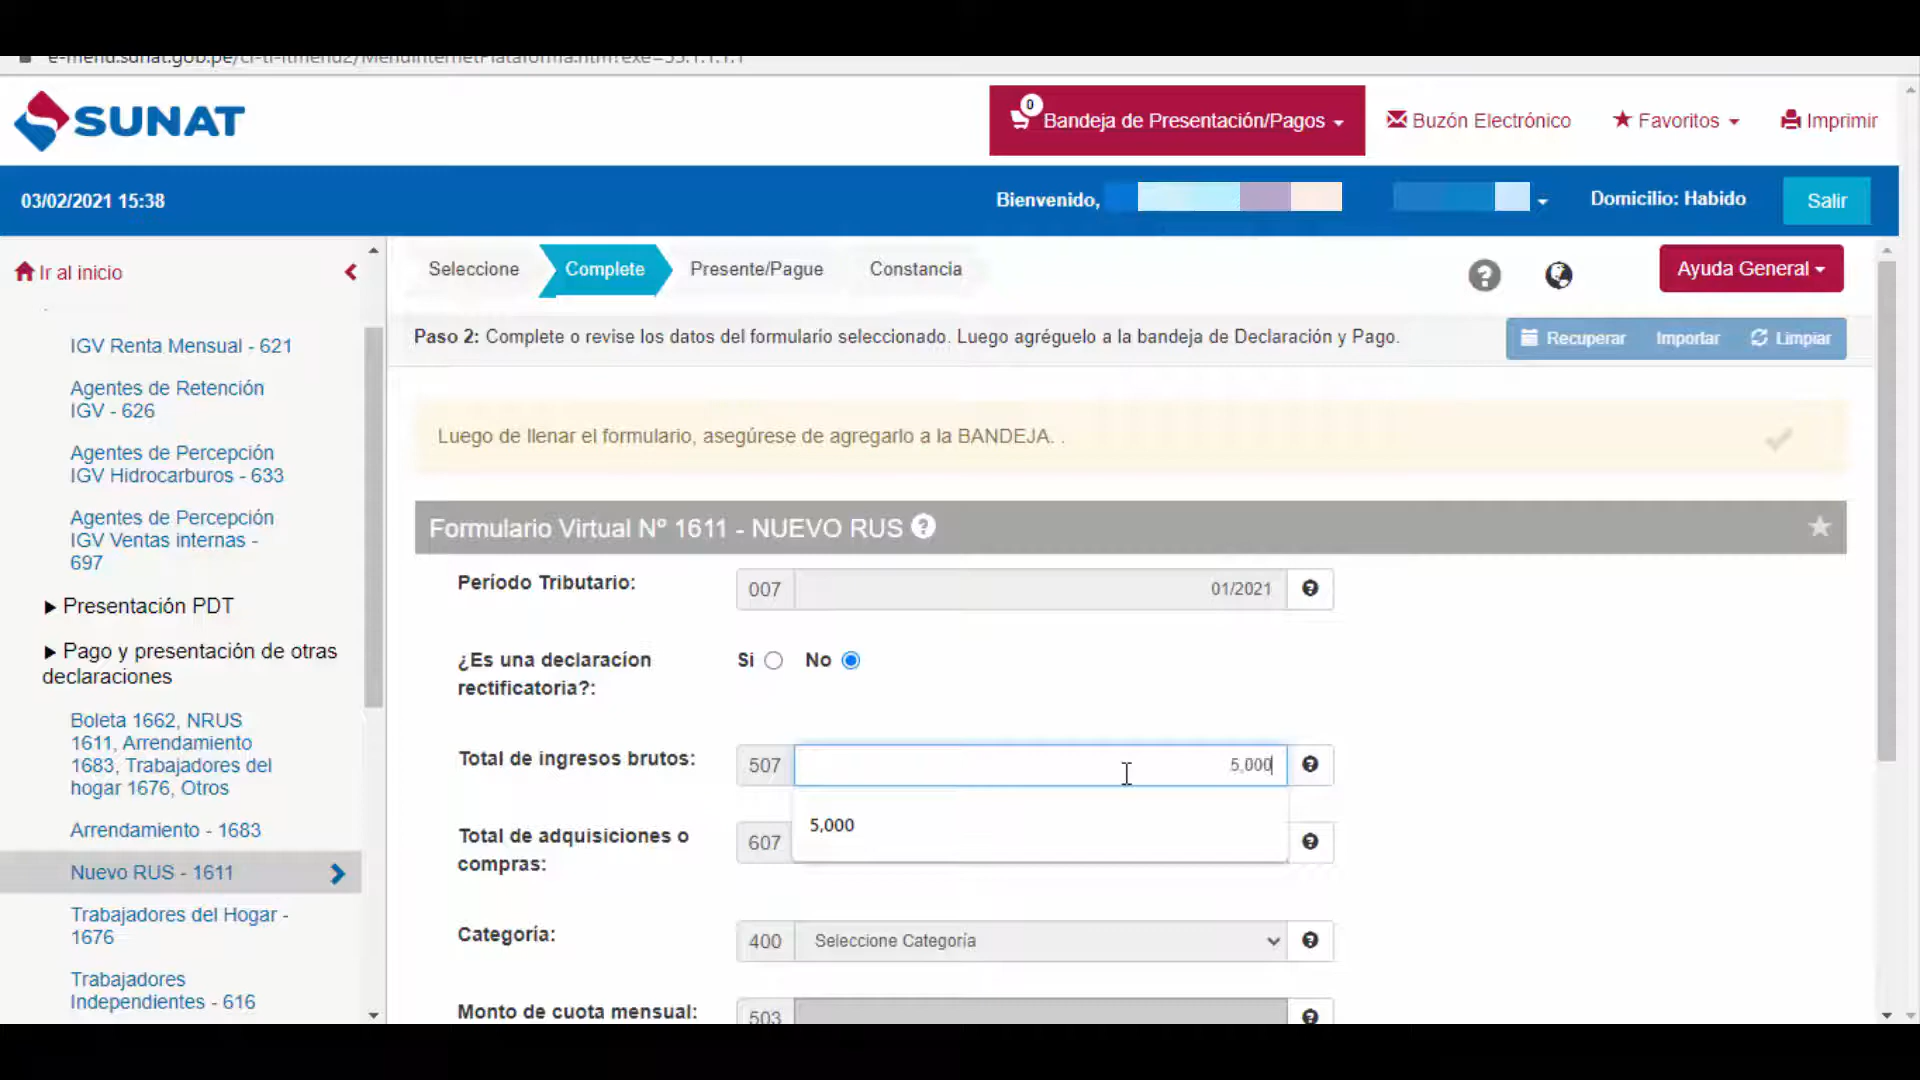 SUNAT
0
Bandeja de Presentación/Pagos
Buzón Electrónico
Favoritos
Imprimir
03/02/2021 15:38
Bienvenido,
Domicilio: Habido
Salir
Ir al inicio
IGV Renta Mensual - 621
Agentes de Retención
IGV - 626
Agentes de Percepción
IGV Hidrocarburos - 633
Agentes de Percepción
IGV Ventas internas -
697
Presentación PDT
Pago y presentación de otras
declaraciones
Boleta 1662, NRUS
1611, Arrendamiento
1683, Trabajadores del
hogar 1676, Otros
Arrendamiento - 1683
Nuevo RUS - 1611
Trabajadores del Hogar -
1676
Trabajadores
Independientes - 616
Seleccione
Complete
Presente/Pague
Constancia
Ayuda General
Paso 2: Complete o revise los datos del formulario seleccionado. Luego agréguelo a la bandeja de Declaración y Pago.
Recuperar
Importar
Limpiar
Luego de llenar el formulario, asegúrese de agregarlo a la BANDEJA. .
Formulario Virtual Nº 1611 - NUEVO RUS
Período Tributario:
007
01/2021
¿Es una declaracíon
rectificatoria?:
Si
No
Total de ingresos brutos:
507
5,000
5,000
Total de adquisiciones o
compras:
607
Categoría:
400
Seleccione Categoría
Monto de cuota mensual:
503